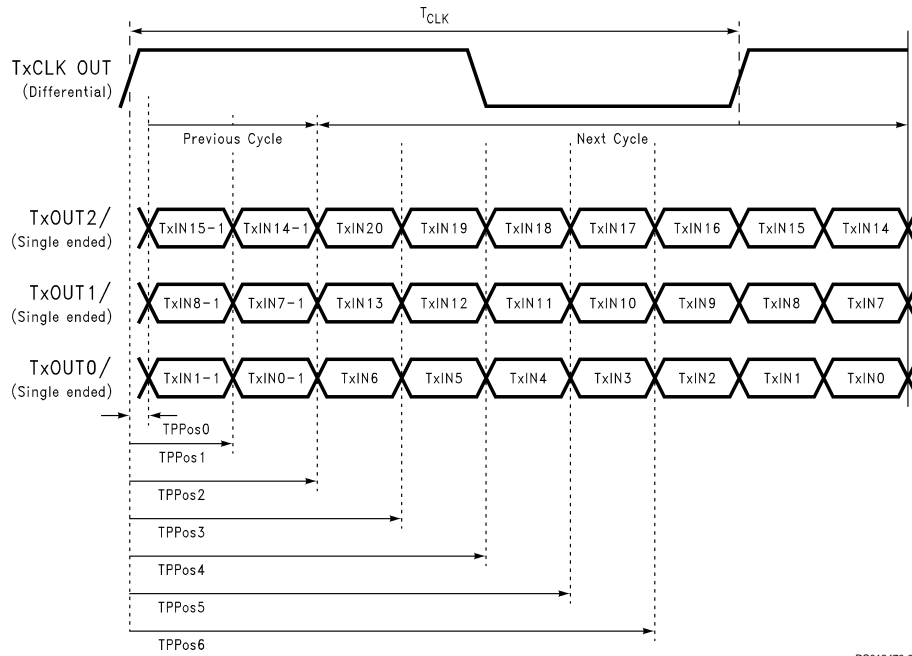 TCLK
TxCLK OUT
(Differential)
Previous Cycle
Next Cycle
TxOUT2/
(Single ended)
TxIN15-1 TxIN14-1 TxIN20 TxIN19 TxIN18 TxIN17 TxIN16 TxIN15 TxIN14
TxOUT1/
(Single ended)
TxIN8-1 TxIN7-1 TxIN13 TxIN12 TxIN11 TxIN10 TxIN9 TxIN8 TxIN7
TxOUT0/
(Single ended)
TxIN1-1 TxIN0-1 TxIN6 TxIN5 TxIN4 TxIN3 TxIN2 TxIN1 TxIN0
TPPos0
TPPos1
TPPos2
TPPos3
TPPos4
TPPos5
TPPos6